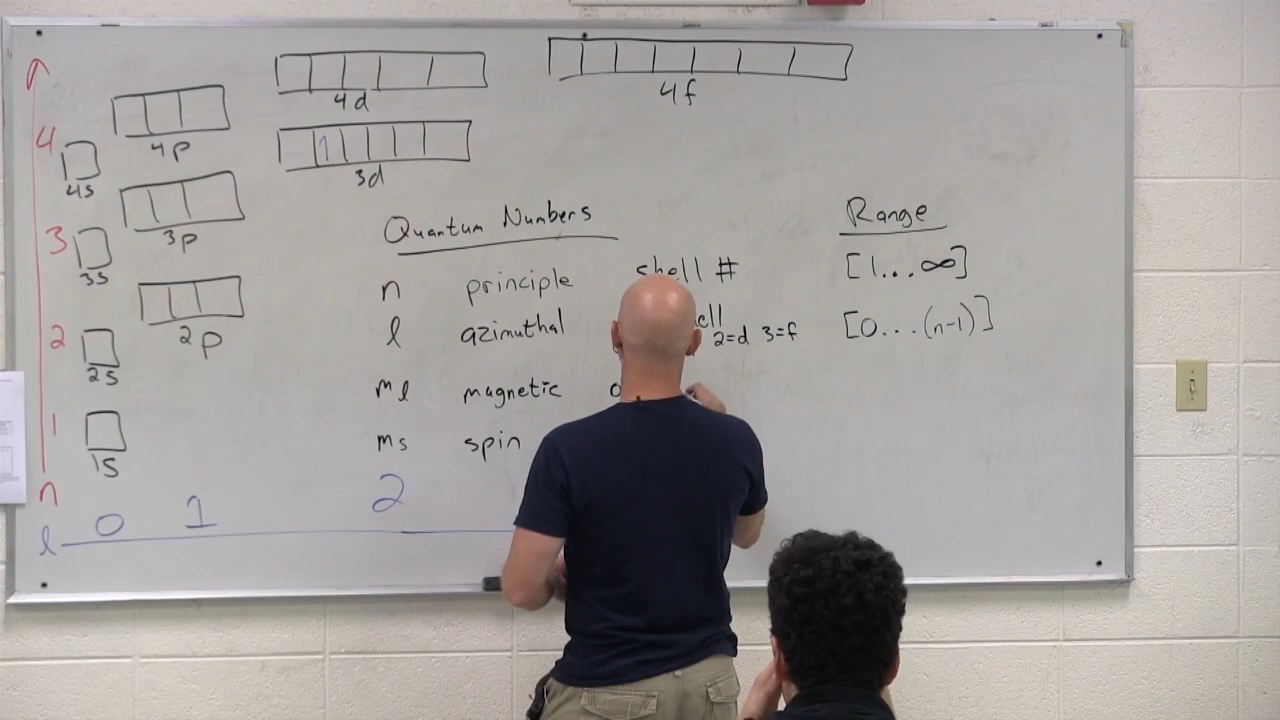 4d
4f
4p
4
4s
3d
3p
3
3s
Quantum Numbers Range
n principle shell # [1...∞]
2p
l azimuthal [0...(n-1)]
2=d 3=f
2
2s
ml magnetic
1
1s
ms spin
n
l 0 1 2